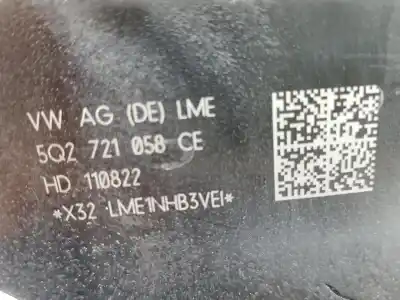 VW AG (DE) LME
5Q2 721 058 CE
HD 110822
*X32 LME1NHB3VEI*